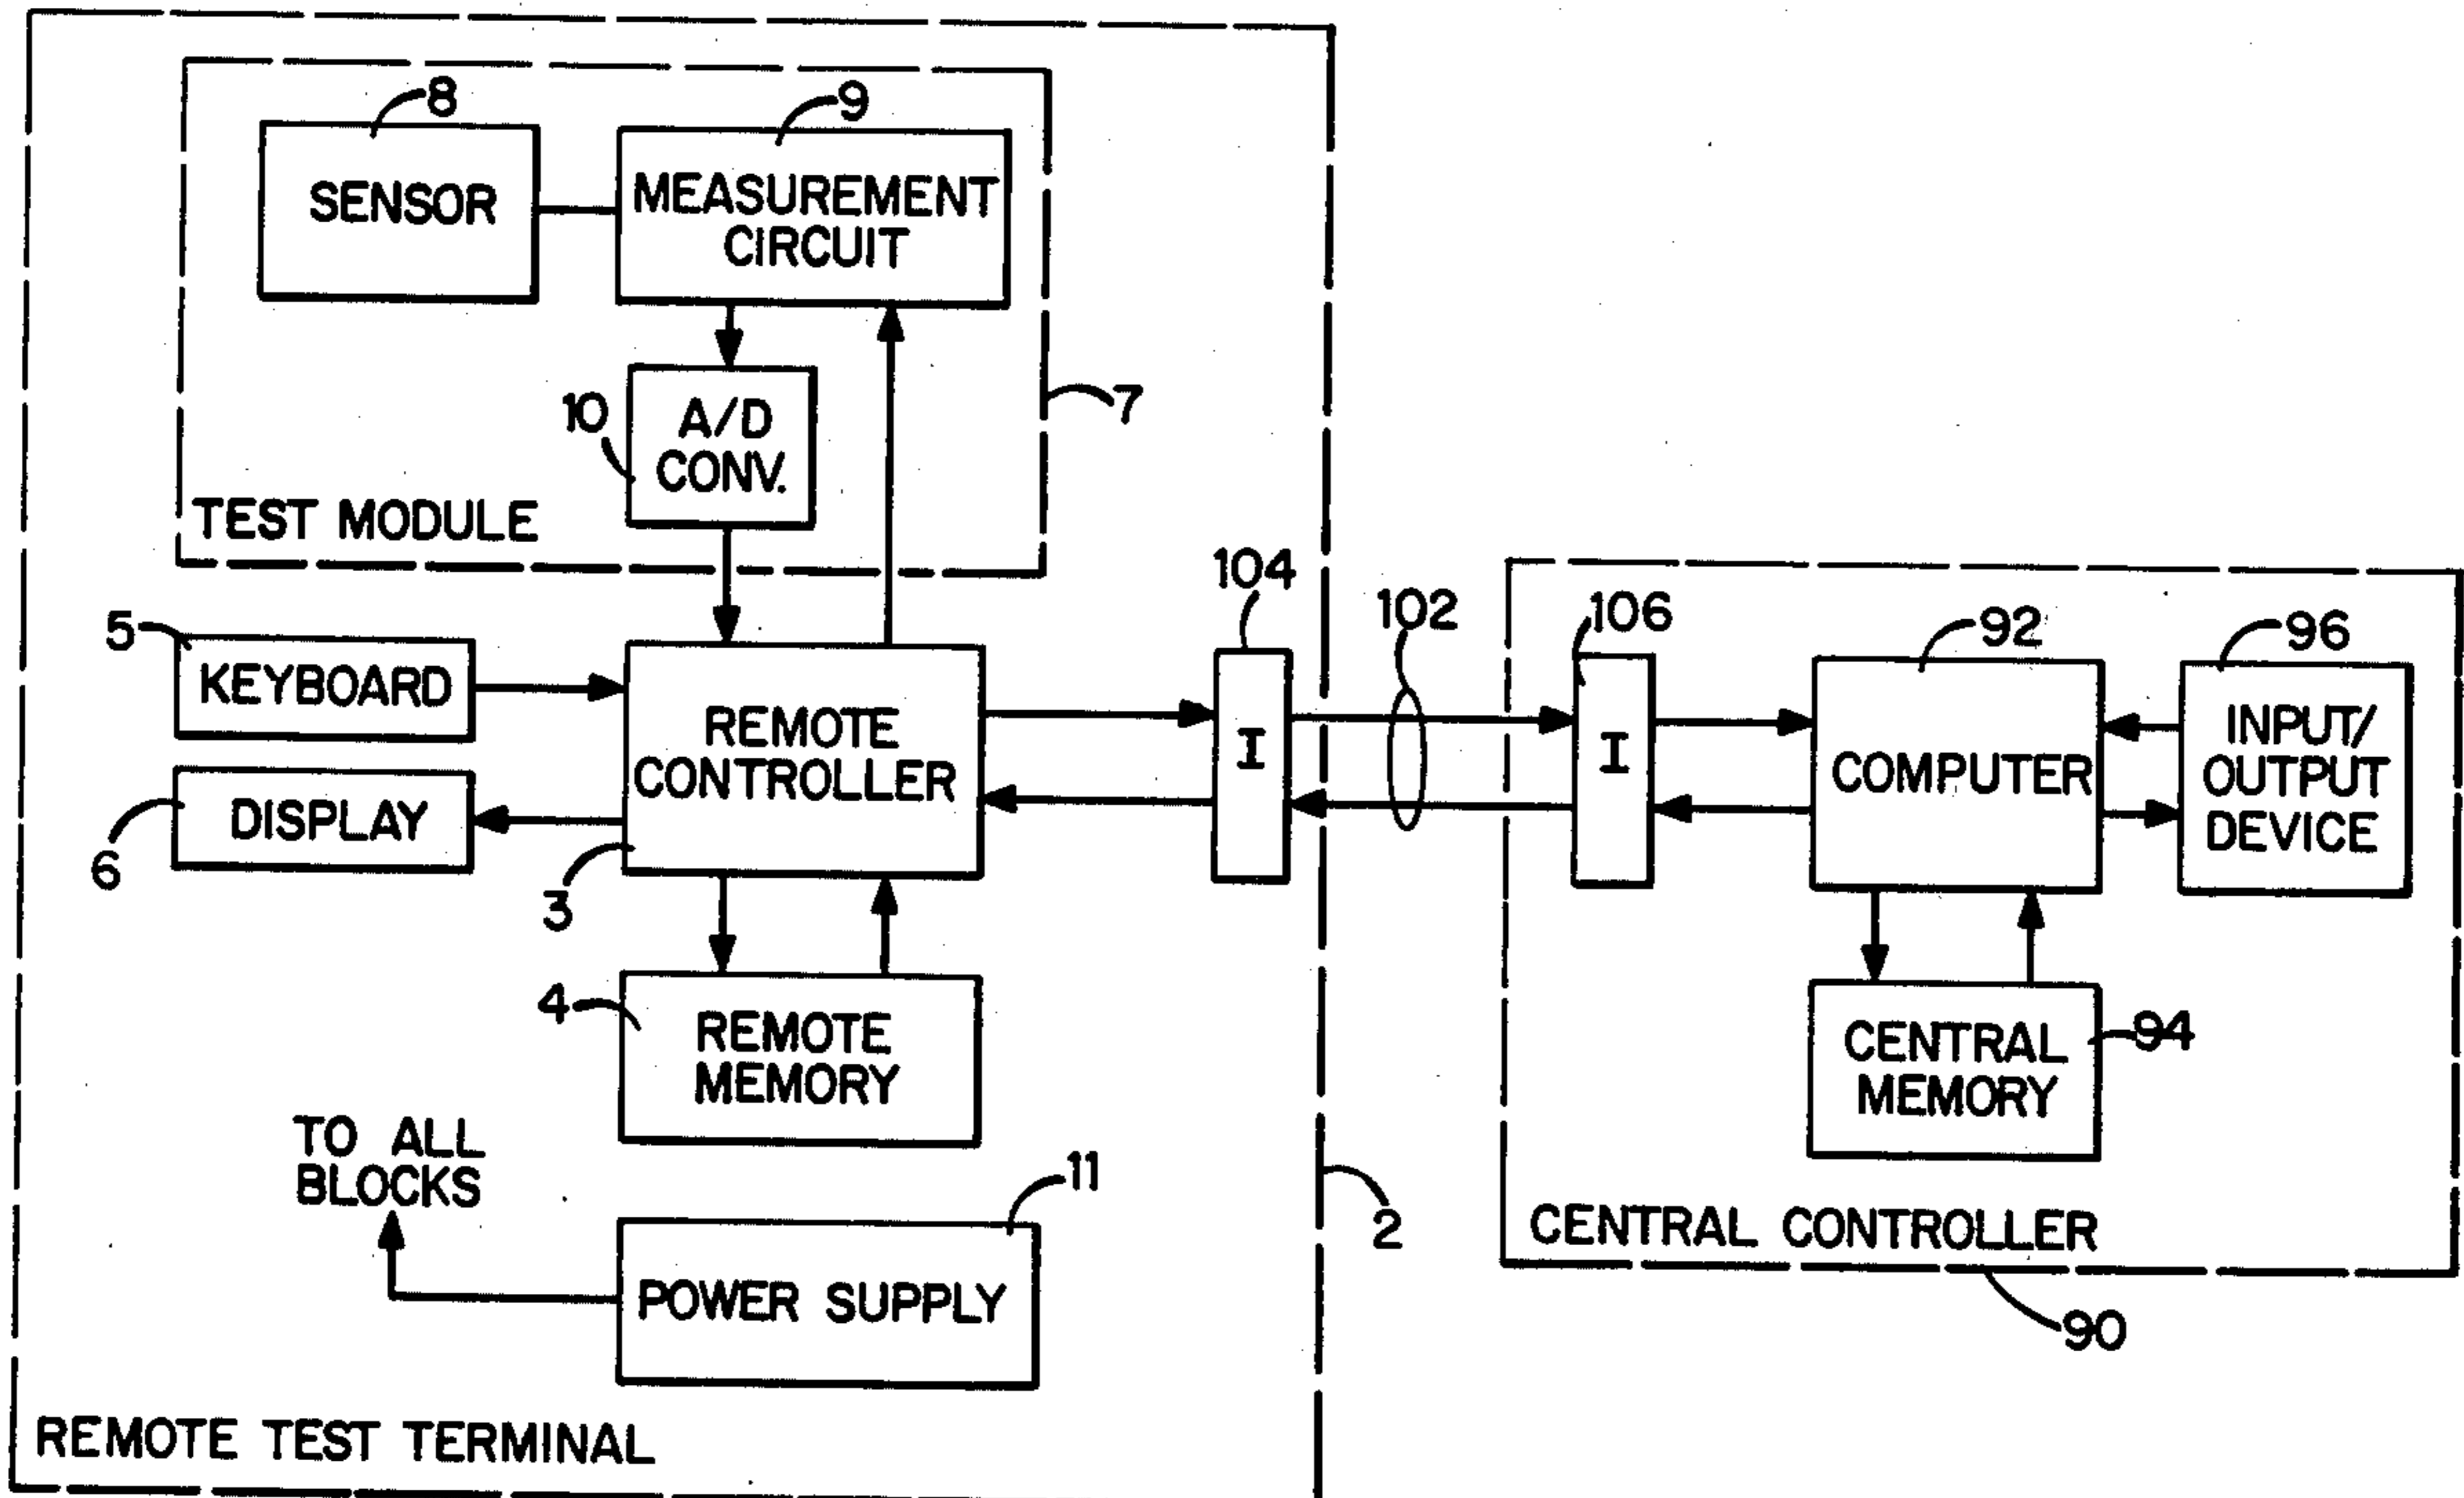 8
9
SENSOR
MEASUREMENT
CIRCUIT
10
A/D
CONV.
7
TEST MODULE
5
KEYBOARD
REMOTE
CONTROLLER
DISPLAY
6
3
104
I
102
106
I
92
COMPUTER
96
INPUT/
OUTPUT
DEVICE
4
REMOTE
MEMORY
CENTRAL
MEMORY
94
TO ALL
BLOCKS
11
POWER SUPPLY
2
CENTRAL CONTROLLER
90
REMOTE TEST TERMINAL